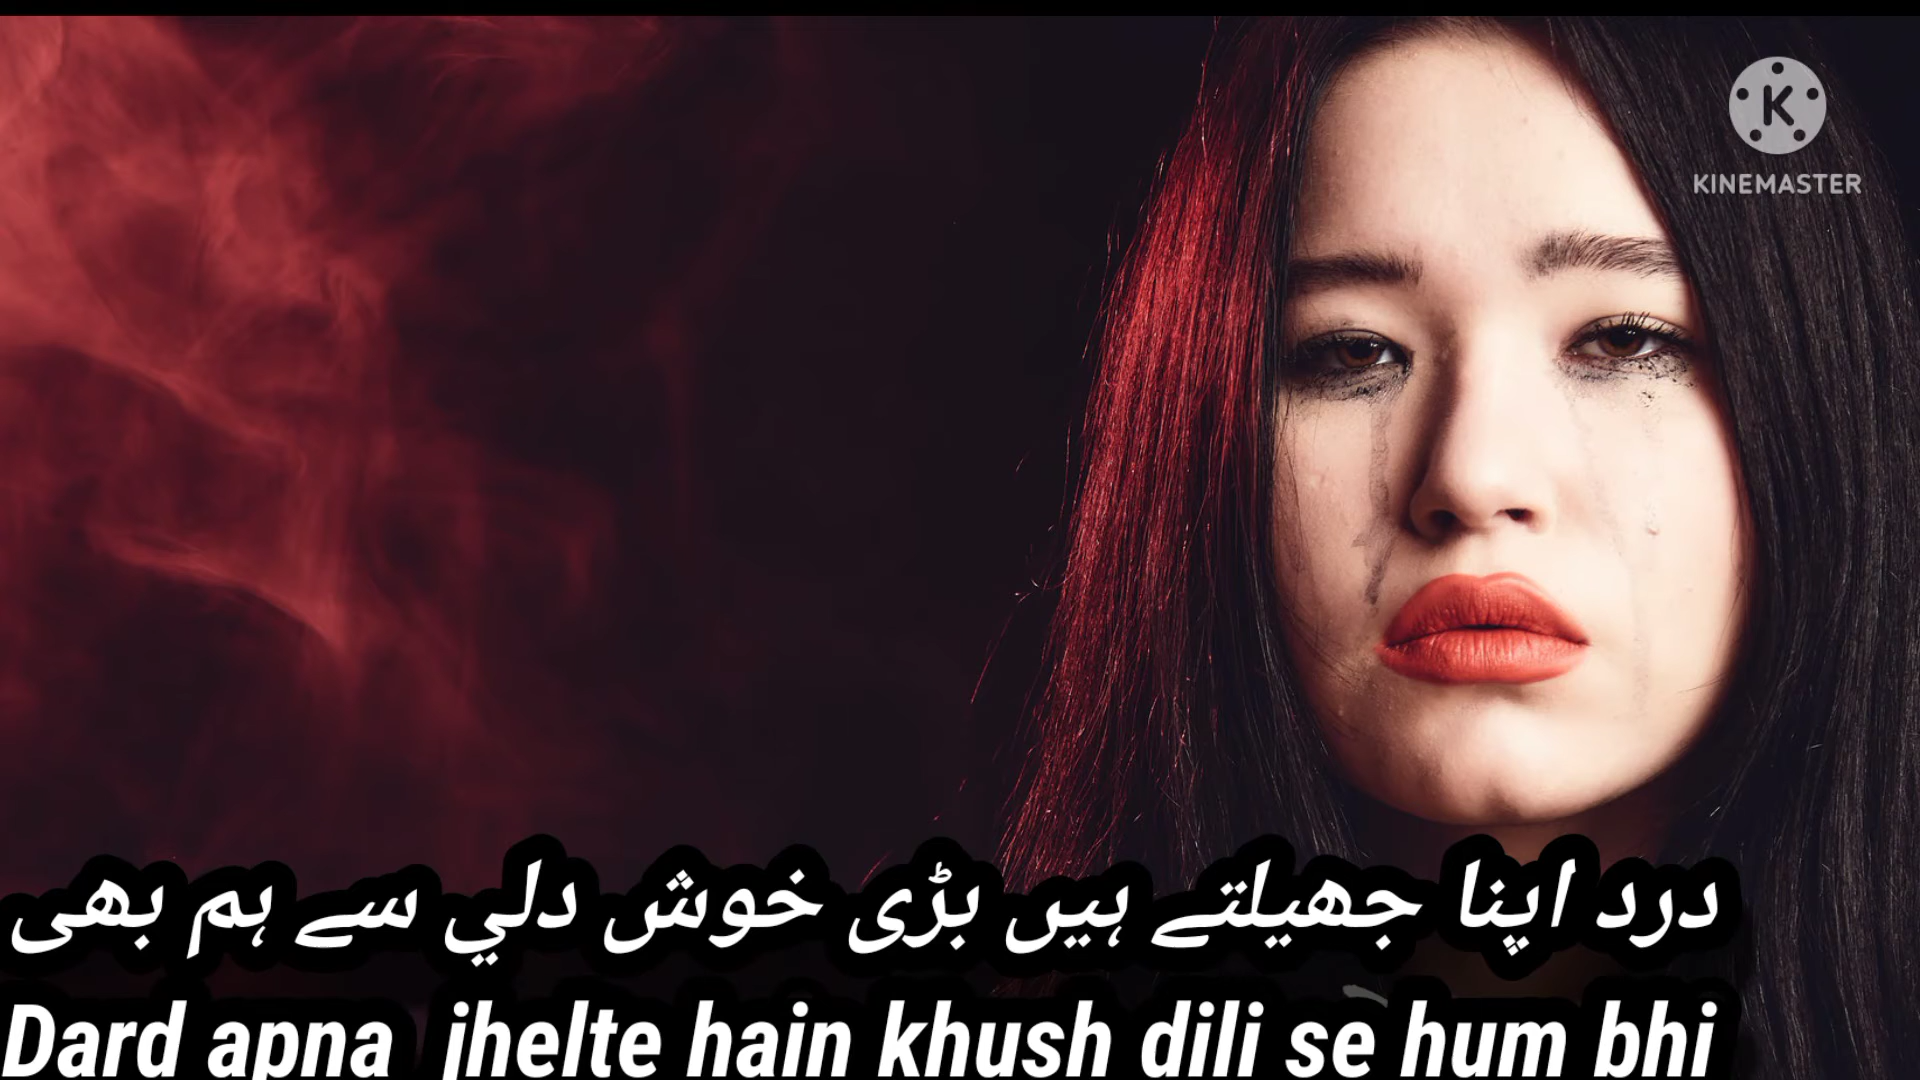 KINEMASTER
درد اپنا جھیلتے ہیں بڑی خوش دلي سے ہم بھی
Dard apna jhelte hain khush dili se hum bhi